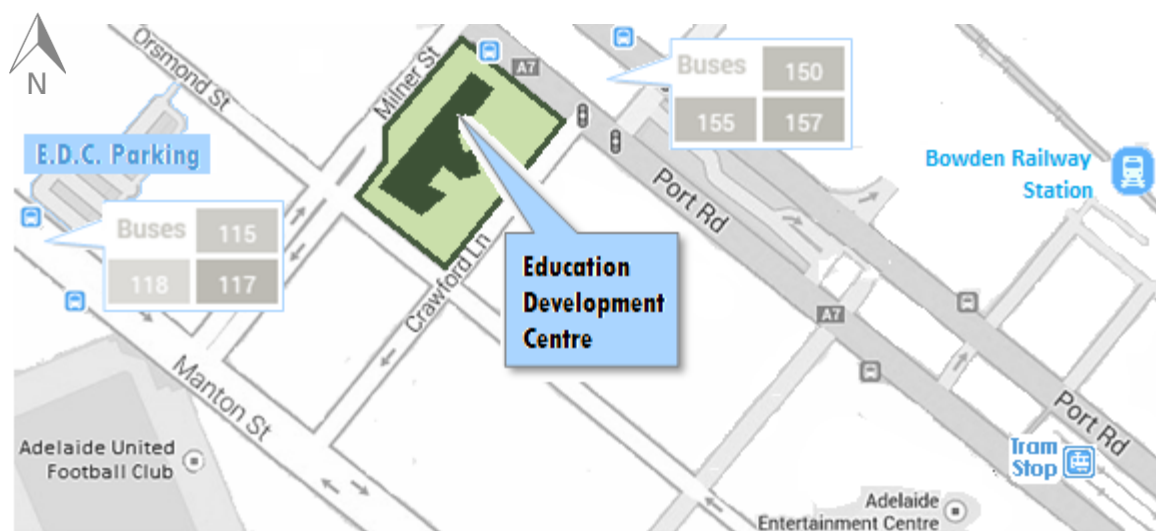 N
Orsmond St
Milner St
A7
Buses 150
155 157
E.D.C. Parking
Bowden Railway
Station
Buses 115
118 117
Port Rd
Crawford Ln
Education
Development
Centre
A7
Manton St
Adelaide United
Football Club
Port Rd
Tram
Stop
Adelaide
Entertainment Centre